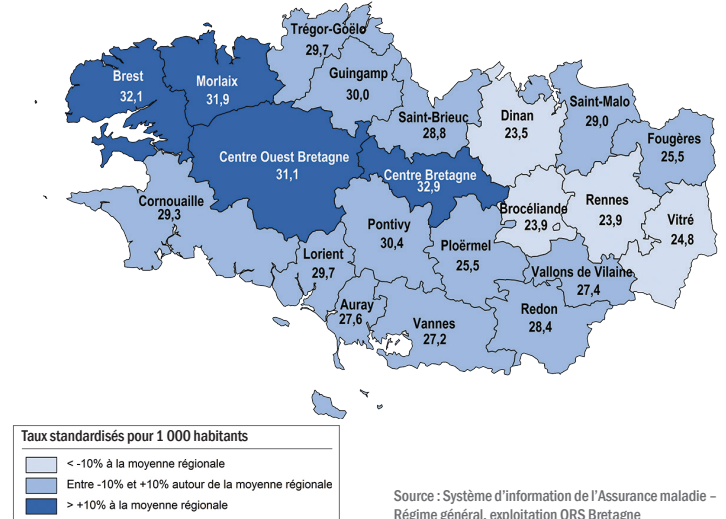 Trégor-Goëlo
29,7
Guingamp
30,0
Brest
32,1
Morlaix
31,9
Saint-Brieuc
28,8
Dinan
23,5
Saint-Malo
29,0
Fougères
25,5
Centre Ouest Bretagne
31,1
Centre Bretagne
32,9
Cornouaille
29,3
Brocéliande
23,9
Rennes
23,9
Vitré
24,8
Pontivy
30,4
Ploërmel
25,5
Lorient
29,7
Vallons de Vilaine
27,4
Auray
27,6
Vannes
27,2
Redon
28,4
Taux standardisés pour 1 000 habitants
< -10% à la moyenne régionale
Entre -10% et +10% autour de la moyenne régionale
> +10% à la moyenne régionale
Source : Système d'information de l'Assurance maladie –
Régime général, exploitation ORS Bretagne